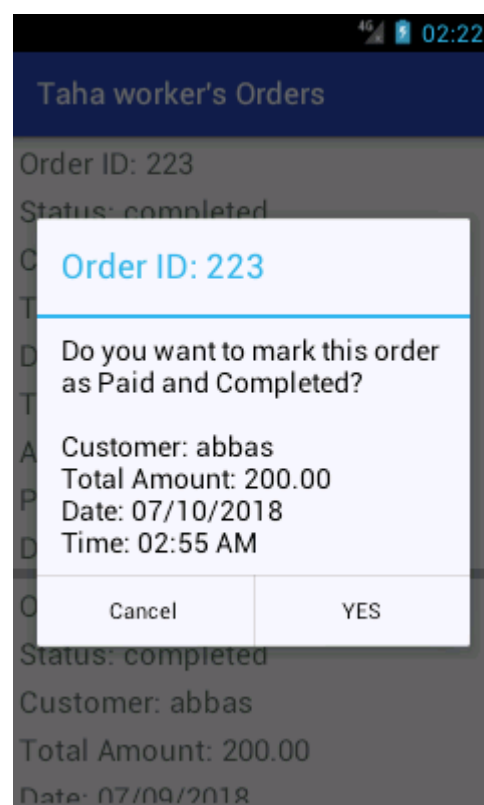 4G 02:22
Taha worker's Orders
Order ID: 223
Status: completed
C
T
D
T
A
P
D
Order ID: 223
Do you want to mark this order
as Paid and Completed?
Customer: abbas
Total Amount: 200.00
Date: 07/10/2018
Time: 02:55 AM
Cancel YES
O
Status: completed
Customer: abbas
Total Amount: 200.00
Date: 07/09/2018